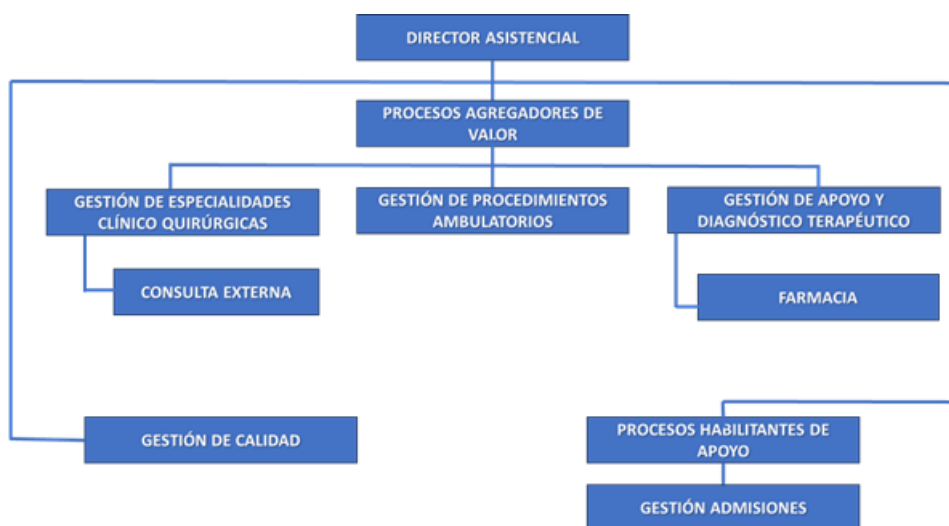 DIRECTOR ASISTENCIAL
PROCESOS AGREGADORES DE
VALOR
GESTIÓN DE ESPECIALIDADES
CLÍNICO QUIRÚRGICAS
GESTIÓN DE PROCEDIMIENTOS
AMBULATORIOS
GESTIÓN DE APOYO Y
DIAGNÓSTICO TERAPÉUTICO
CONSULTA EXTERNA
FARMACIA
GESTIÓN DE CALIDAD
PROCESOS HABILITANTES DE
APOYO
GESTIÓN ADMISIONES